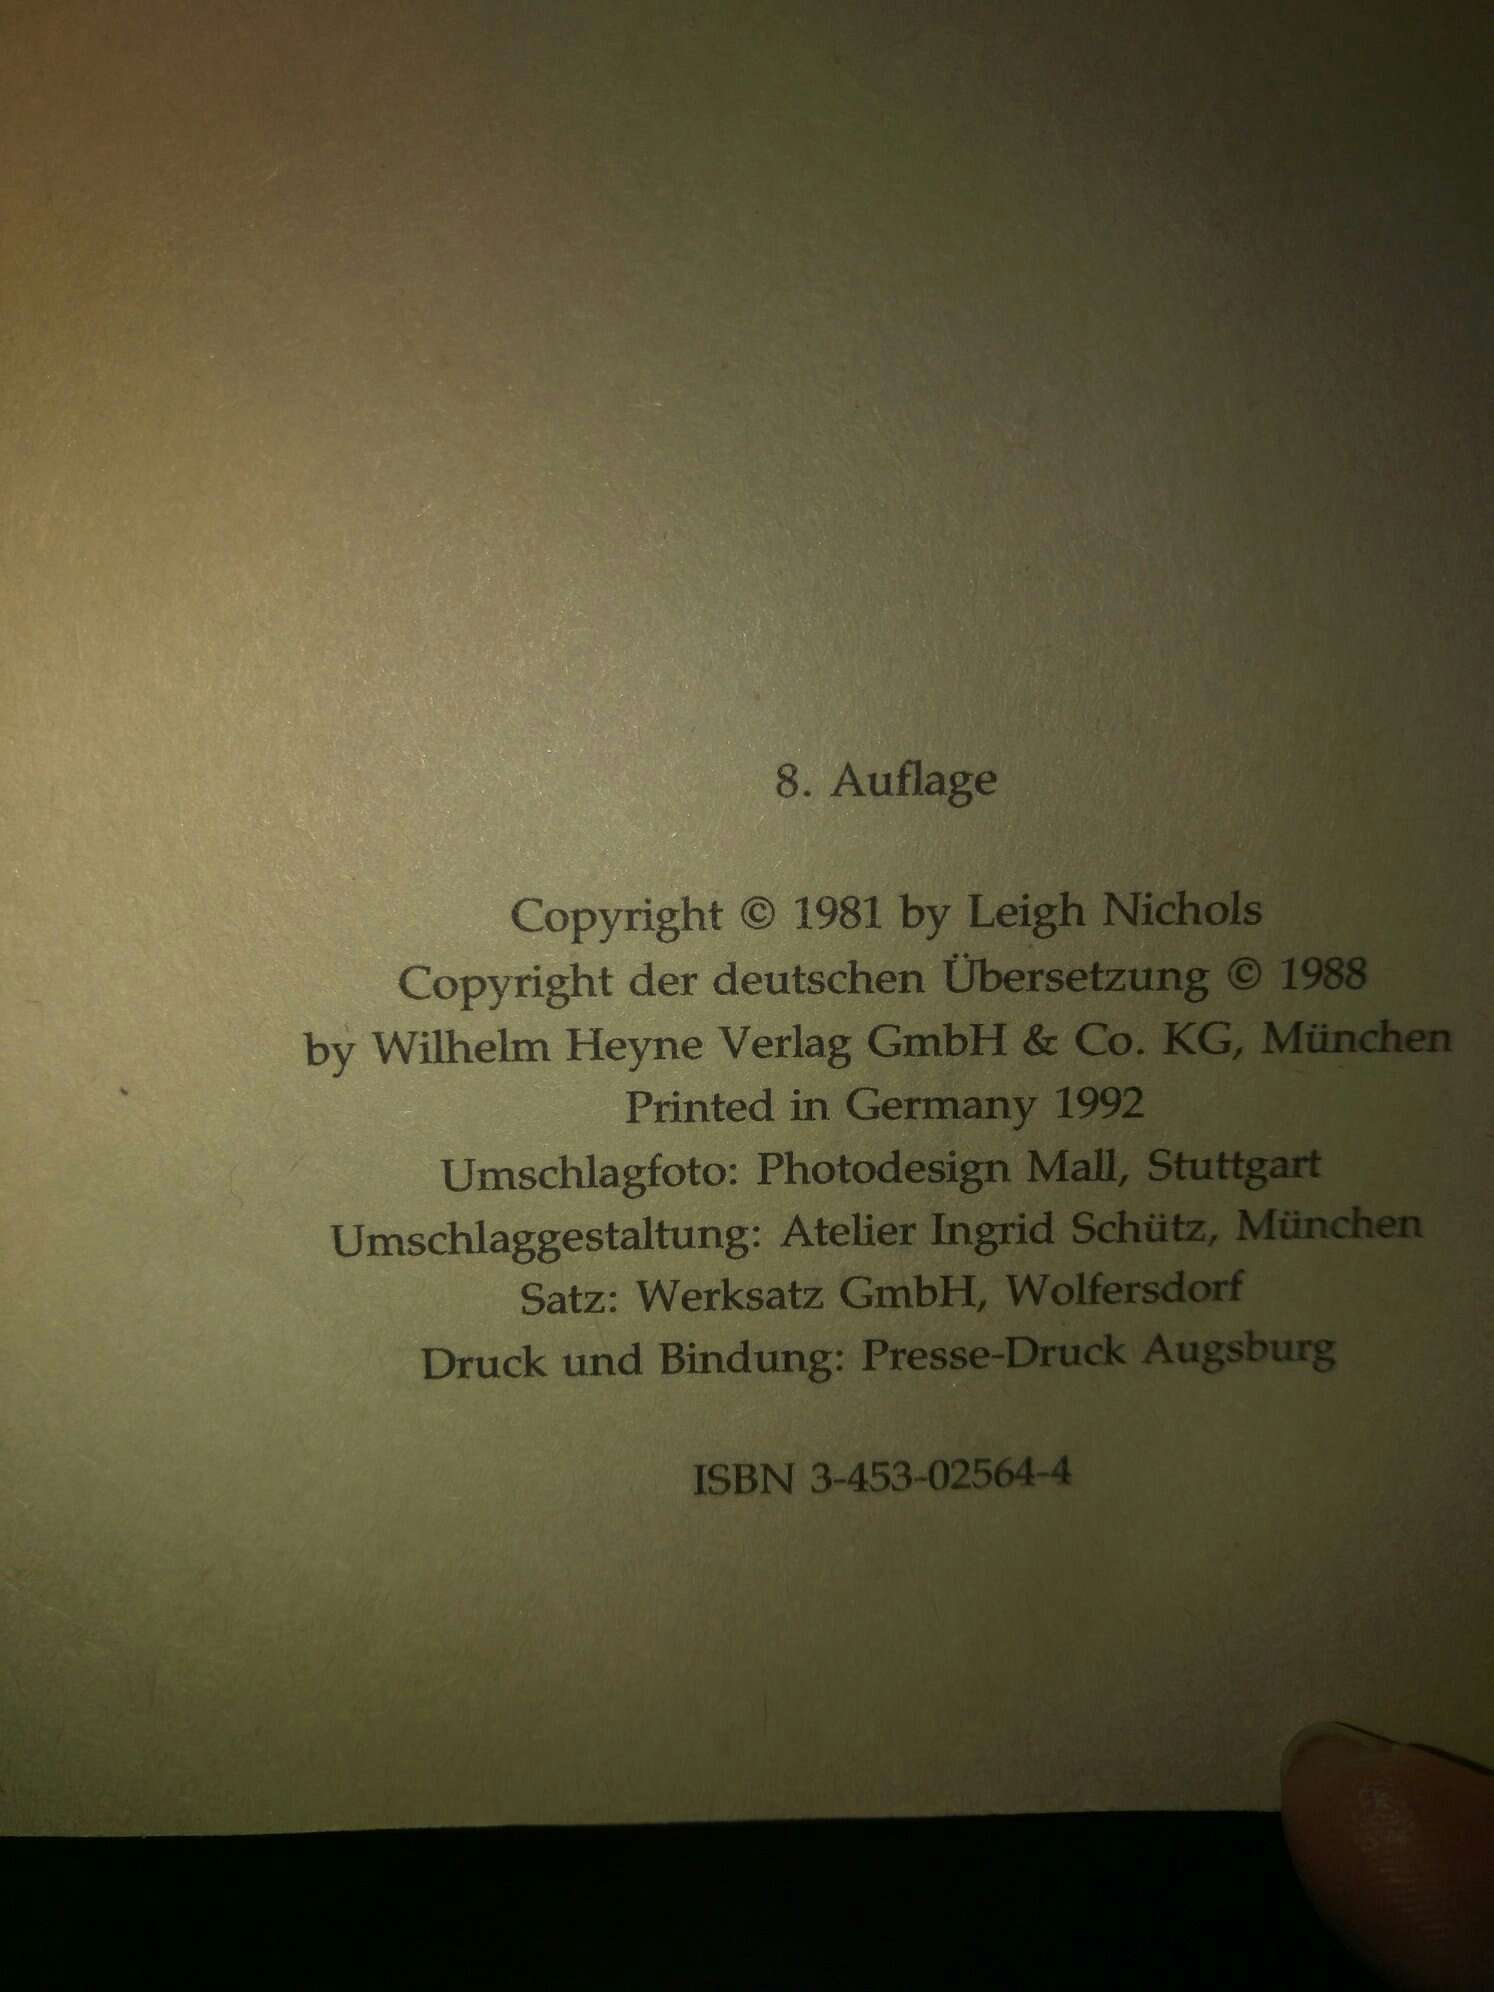 8. Auflage
Copyright © 1981 by Leigh Nichols
Copyright der deutschen Übersetzung © 1988
by Wilhelm Heyne Verlag GmbH & Co. KG, München
Printed in Germany 1992
Umschlagfoto: Photodesign Mall, Stuttgart
Umschlaggestaltung: Atelier Ingrid Schütz, München
Satz: Werksatz GmbH, Wolfersdorf
Druck und Bindung: Presse-Druck Augsburg
ISBN 3-453-02564-4